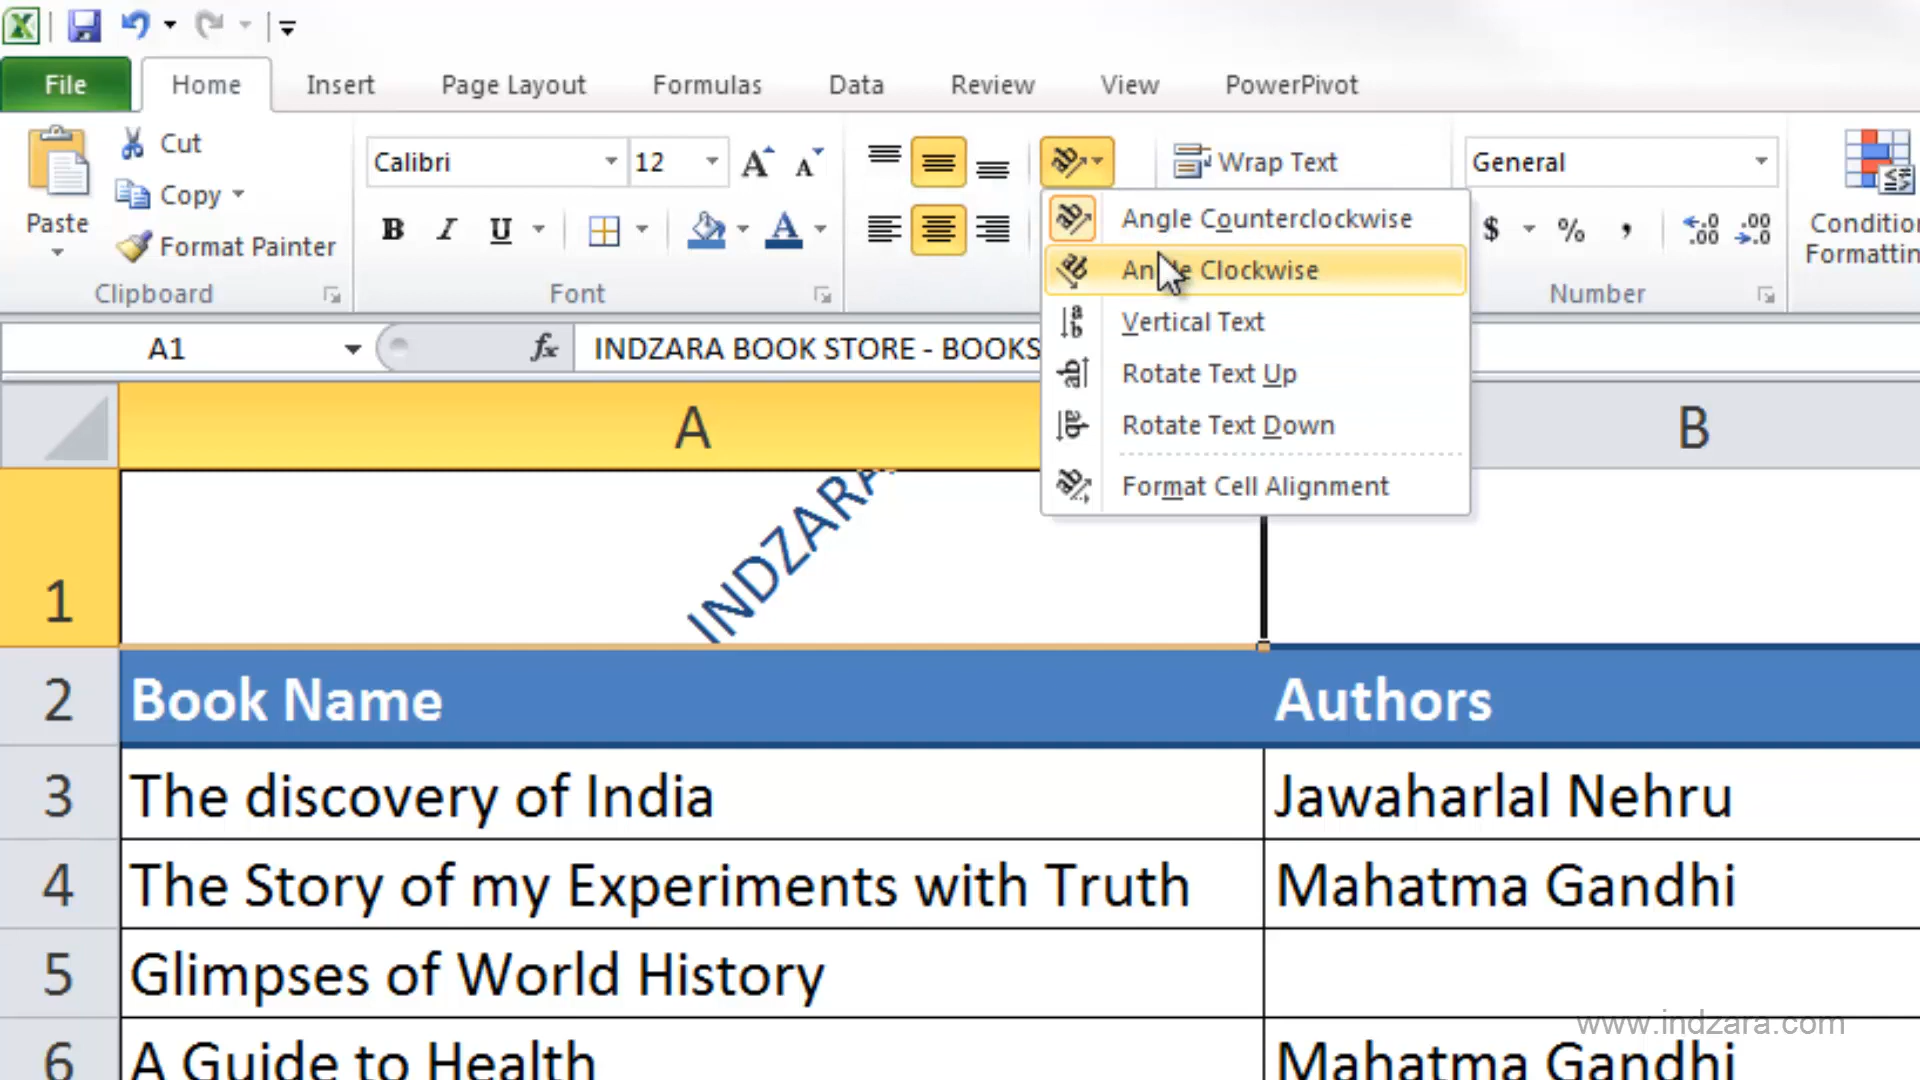 File Home Insert Page Layout Formulas Data Review View PowerPivot
Paste
Cut
Copy
Format Painter
Clipboard
Calibri 12
B I U
Font
Wrap Text
General
$ % ,
Number
Formatting
Angle Counterclockwise
Clockwise
Vertical Text
Rotate Text Up
Rotate Text Down
Format Cell Alignment
A1 fx INDZARA BOOK STORE - BOOKS
A B
1 INDZARA
2 Book Name Authors
3 The discovery of India Jawaharlal Nehru
4 The Story of my Experiments with Truth Mahatma Gandhi
5 Glimpses of World History
6 A Guide to Health Mahatma Gandhi
www.indzara.com